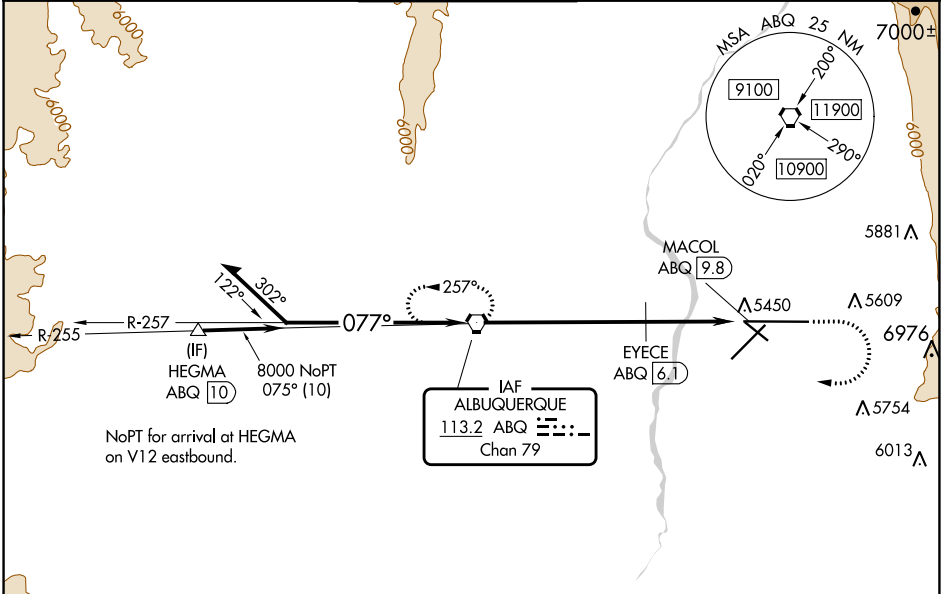 6000
6000
6000
7000±
6000
MSA ABQ 25 NM
200°
9100
11900
290°
020°
10900
5881
MACOL
ABQ 9.8
5450
5609
6976
5754
6013
302°
122°
257°
R-257
R-255
077°
(IF)
HEGMA
ABQ 10
8000 NoPT
075° (10)
EYECE
ABQ 6.1
IAF
ALBUQUERQUE
113.2 ABQ
Chan 79
NoPT for arrival at HEGMA
on V12 eastbound.